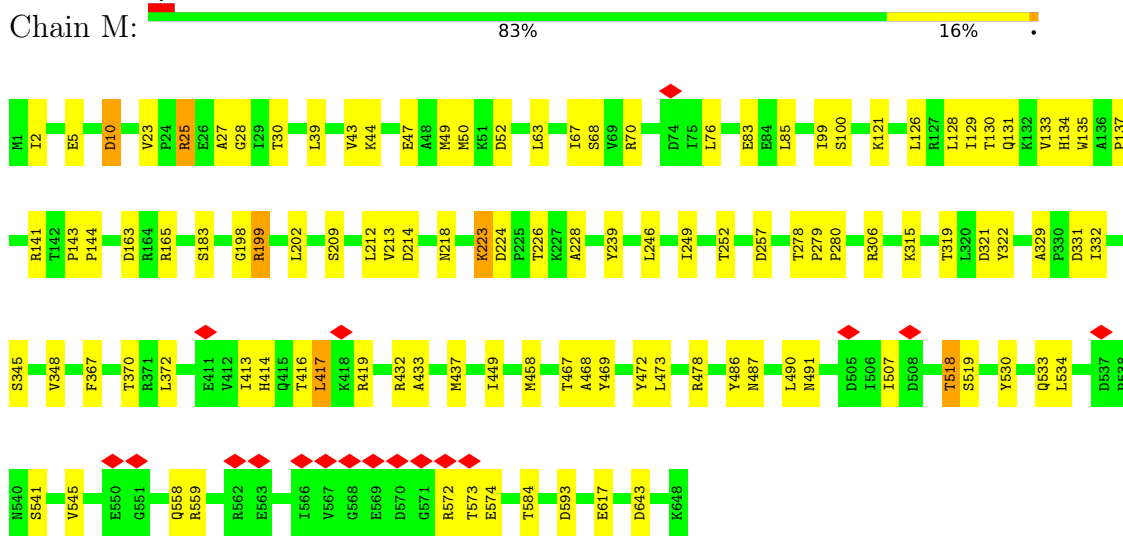 Chain M:
83% 16% •
M1 I2 E5 D10 V23 P24 R25 E26 A27 G28 I29 T30 L39 V43 K44 E47 A48 M49 M50 K51 D52 L63 I67 S68 V69 R70 D74 I75 L76 E83 E84 L85 I99 S100 K121 L126 R127 L128 I129 T130 Q131 K132 V133 H134 W135 A136 P137
R141 T142 P143 P144 D163 R164 R165 S183 G198 R199 L202 S209 L212 V213 D214 N218 K223 D224 P225 T226 K227 A228 Y239 L246 I249 T252 D257 T278 P279 P280 R306 K315 T319 L320 D321 Y322 A329 P330 D331 I332
S345 V348 F367 T370 R371 L372 E411 V412 I413 H414 Q415 T416 L417 K418 R419 R432 A433 M437 I449 M458 T467 A468 Y469 Y472 L473 R478 Y486 N487 L490 N491 D505 I506 I507 D508 T518 S519 Y530 Q533 L534 D537
N540 S541 V545 E550 G551 Q558 R559 R562 E563 I566 V567 G568 E569 D570 G571 R572 T573 E574 T584 D593 E617 D643 K648